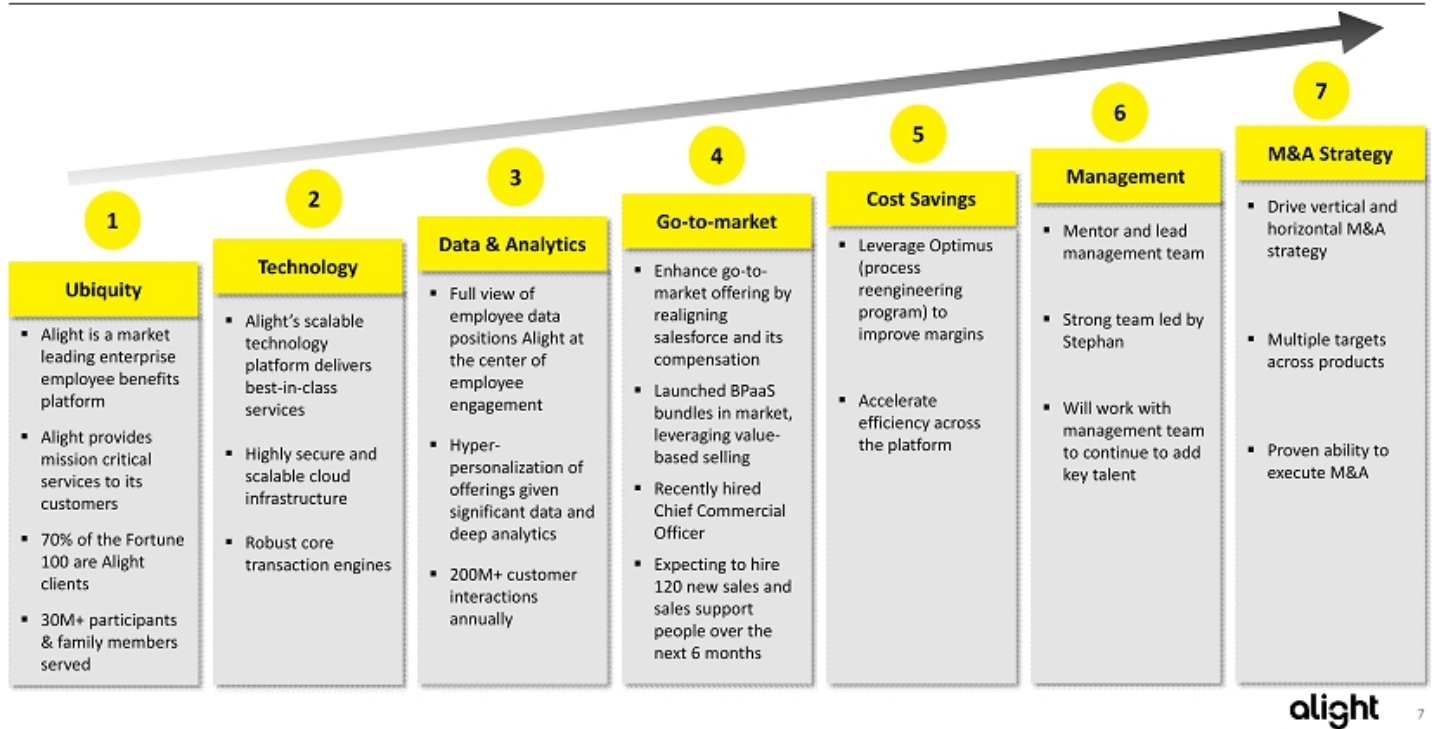 1
Ubiquity
▪ Alight is a market
leading enterprise
employee benefits
platform
▪ Alight provides
mission critical
services to its
customers
▪ 70% of the Fortune
100 are Alight
clients
▪ 30M+ participants
& family members
served
2
Technology
▪ Alight’s scalable
technology
platform delivers
best-in-class
services
▪ Highly secure and
scalable cloud
infrastructure
▪ Robust core
transaction engines
3
Data & Analytics
▪ Full view of
employee data
positions Alight at
the center of
employee
engagement
▪ Hyper-
personalization of
offerings given
significant data and
deep analytics
▪ 200M+ customer
interactions
annually
4
Go-to-market
▪ Enhance go-to-
market offering by
realigning
salesforce and its
compensation
▪ Launched BPaaS
bundles in market,
leveraging value-
based selling
▪ Recently hired
Chief Commercial
Officer
▪ Expecting to hire
120 new sales and
sales support
people over the
next 6 months
5
Cost Savings
▪ Leverage Optimus
(process
reengineering
program) to
improve margins
▪ Accelerate
efficiency across
the platform
6
Management
▪ Mentor and lead
management team
▪ Strong team led by
Stephan
▪ Will work with
management team
to continue to add
key talent
7
M&A Strategy
▪ Drive vertical and
horizontal M&A
strategy
▪ Multiple targets
across products
▪ Proven ability to
execute M&A
alight
7